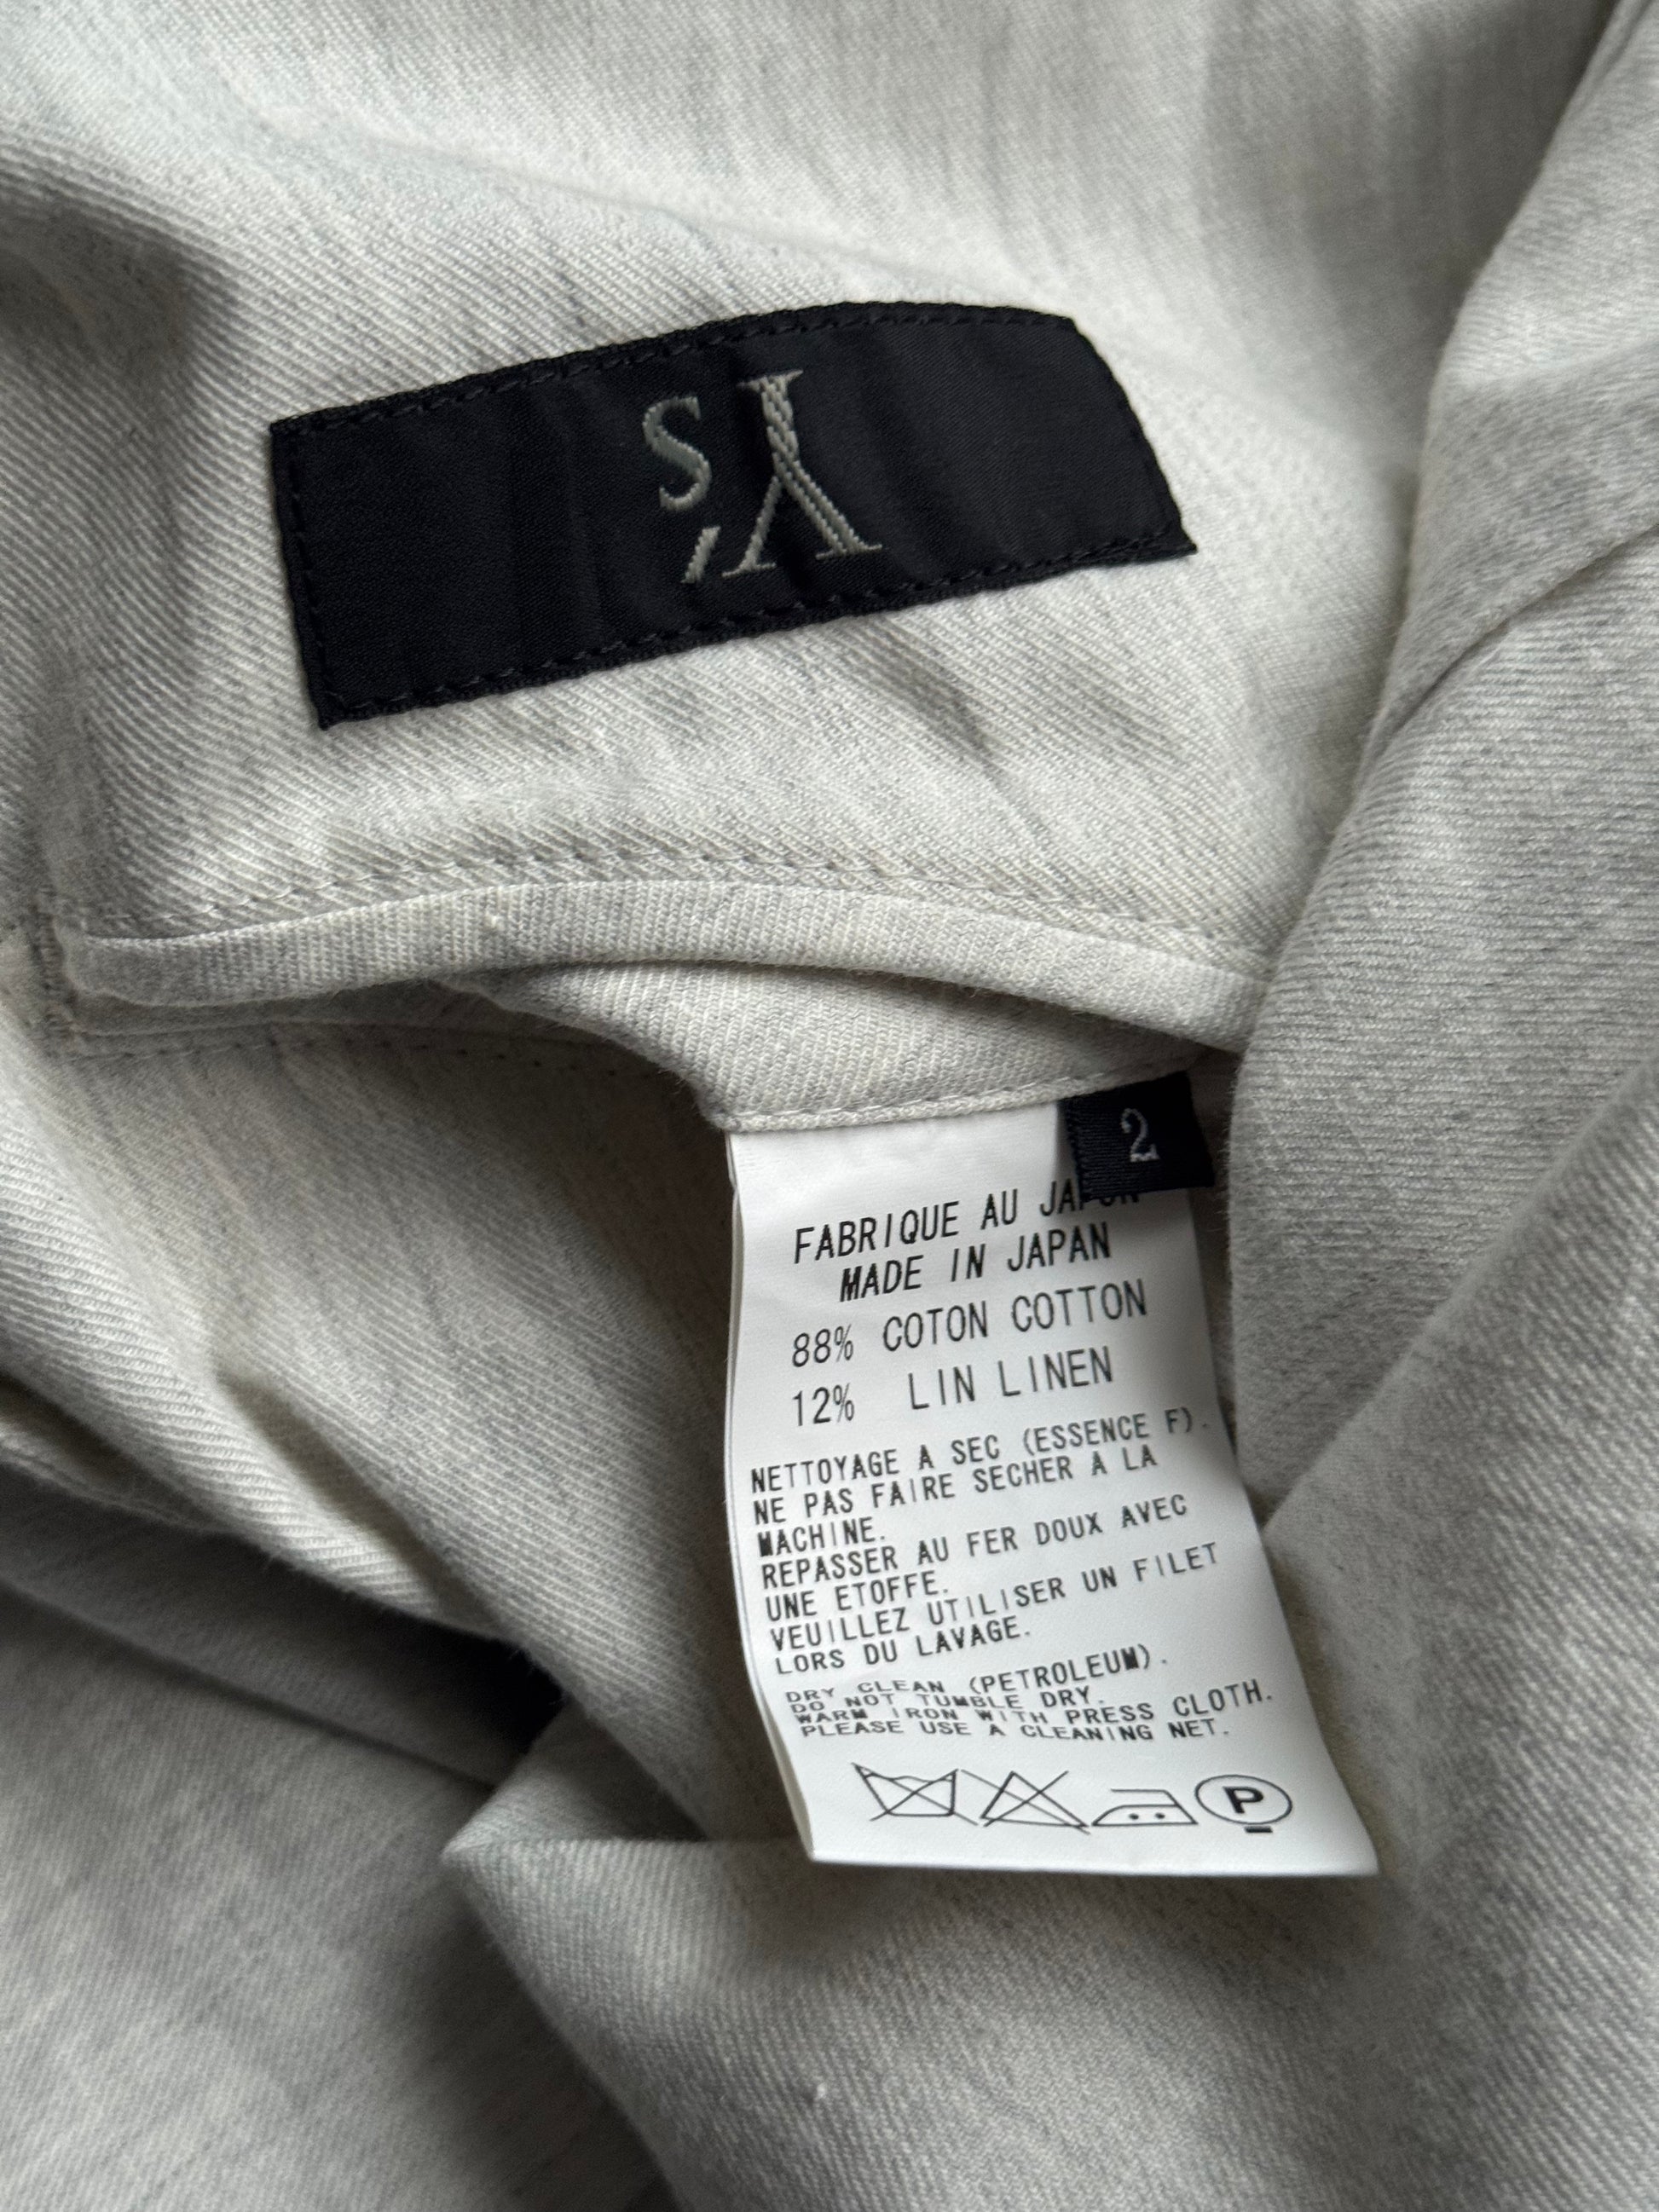 Y's
2
FABRIQUE AU JAPON
MADE IN JAPAN
88% COTON COTTON
12% LIN LINEN
NETTOYAGE A SEC (ESSENCE F).
NE PAS FAIRE SECHER A LA
MACHINE.
REPASSER AU FER DOUX AVEC
UNE ETOFFE.
VEUILLEZ UTILISER UN FILET
LORS DU LAVAGE.
DRY CLEAN (PETROLEUM).
DO NOT TUMBLE DRY.
WARM IRON WITH PRESS CLOTH.
PLEASE USE A CLEANING NET.
P